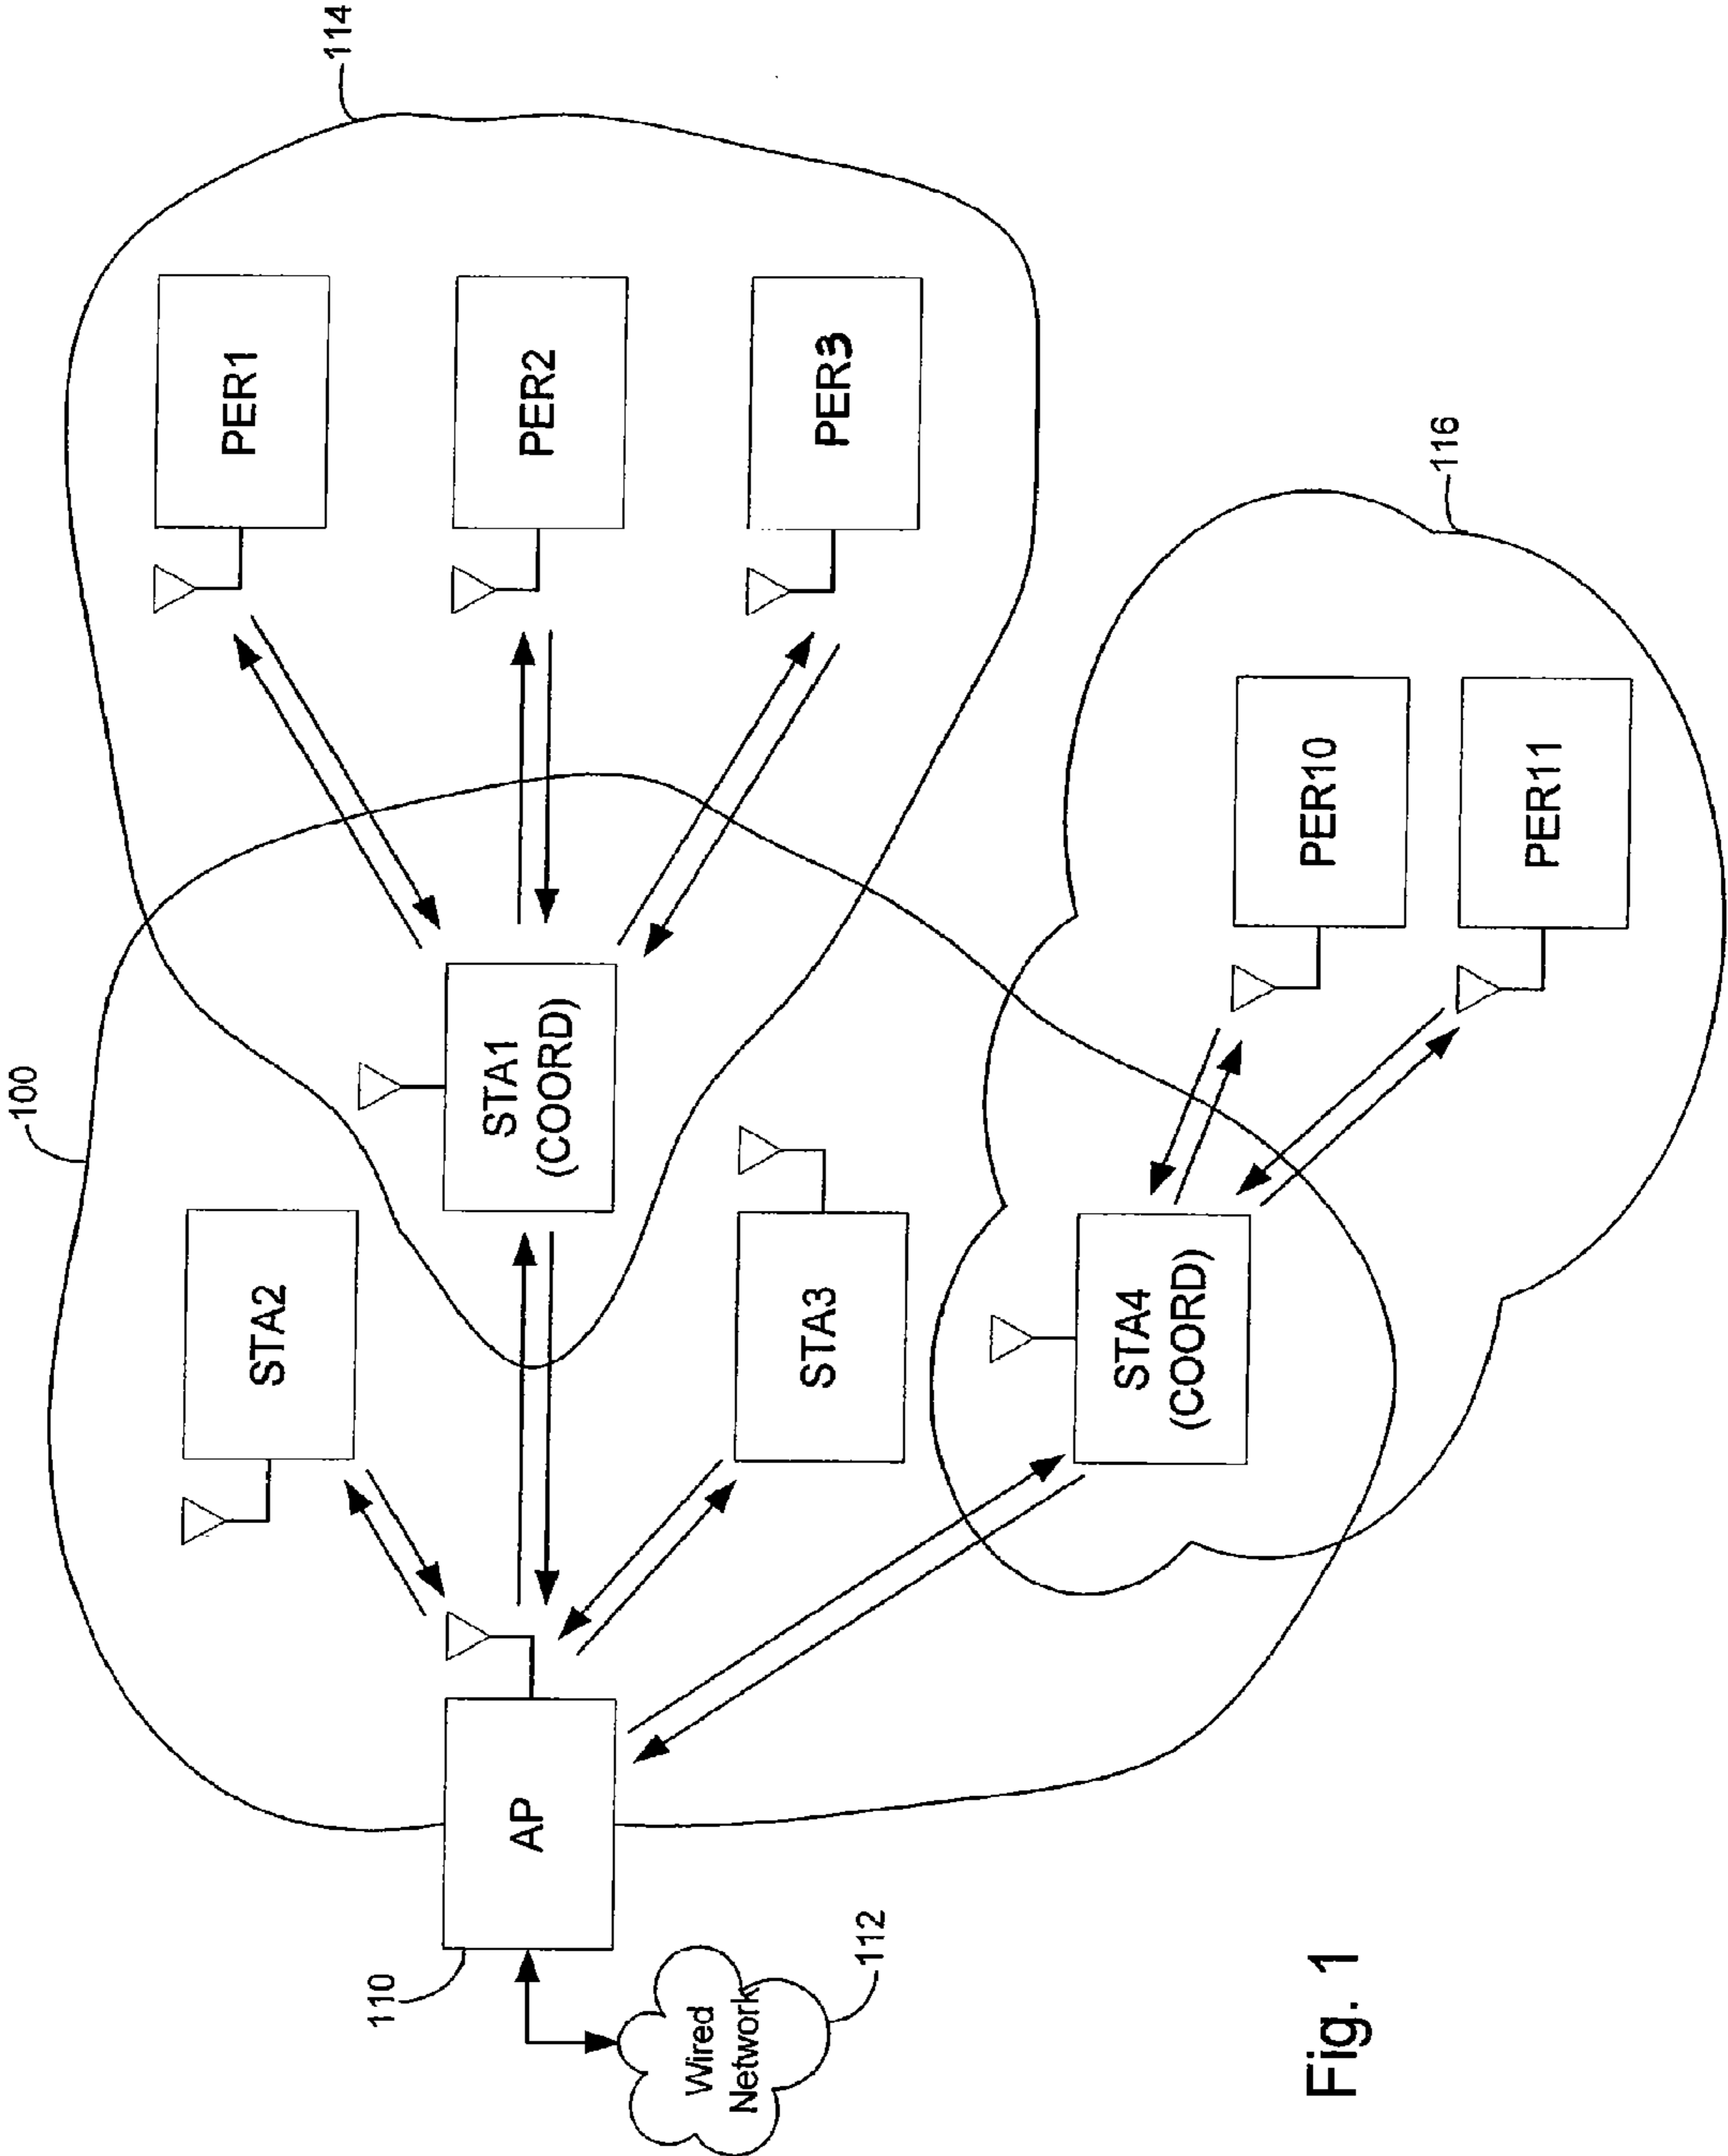 100
114
STA2
PER1
110
AP
STA1
(COORD)
PER2
STA3
PER3
Wired
Network
112
STA4
(COORD)
PER10
116
PER11
Fig. 1